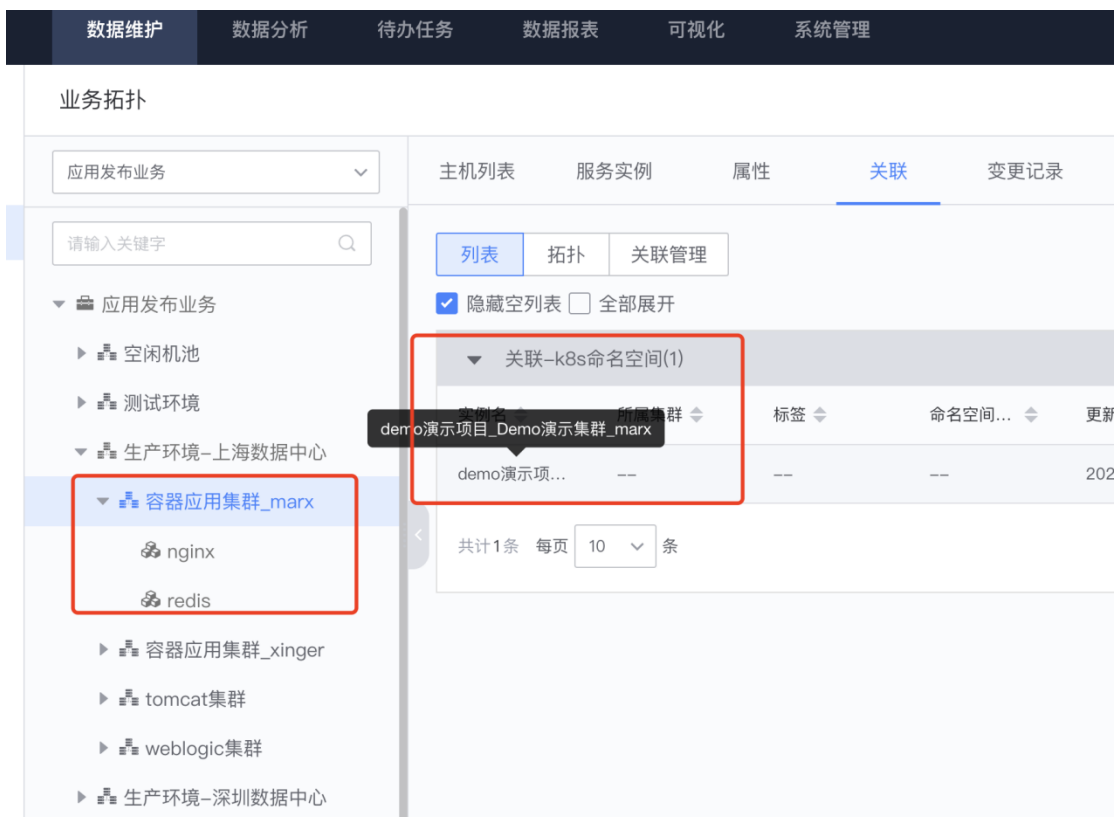 数据维护 数据分析 待办任务 数据报表 可视化 系统管理
业务拓扑
应用发布业务
主机列表 服务实例 属性 关联 变更记录
请输入关键字
列表 拓扑 关联管理
隐藏空列表 全部展开
应用发布业务
空闲机池
测试环境
生产环境–上海数据中心
容器应用集群_marx
nginx
redis
容器应用集群_xinger
tomcat集群
weblogic集群
生产环境–深圳数据中心
关联–k8s命名空间(1)
实例名 所属集群 标签 命名空间... 更新
demo演示项目_Demo演示集群_marx
demo演示项... -- -- -- 202
共计1条 每页 10 条